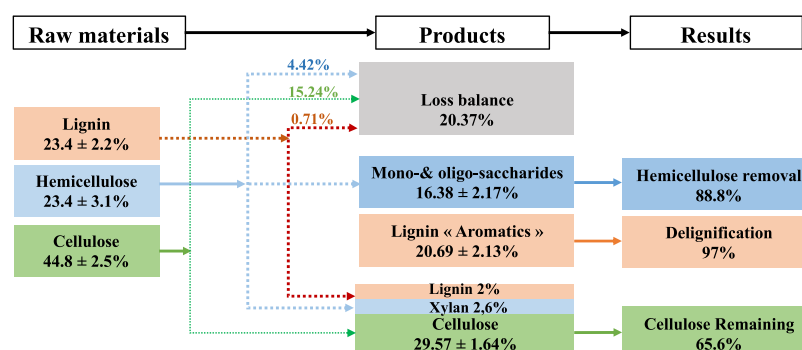 Raw materials
Products
Results
4.42%
15.24%
0.71%
Loss balance
20.37%
Lignin
23.4 ± 2.2%
Hemicellulose
23.4 ± 3.1%
Cellulose
44.8 ± 2.5%
Mono-& oligo-saccharides
16.38 ± 2.17%
Hemicellulose removal
88.8%
Lignin « Aromatics »
20.69 ± 2.13%
Delignification
97%
Lignin 2%
Xylan 2,6%
Cellulose
29.57 ± 1.64%
Cellulose Remaining
65.6%